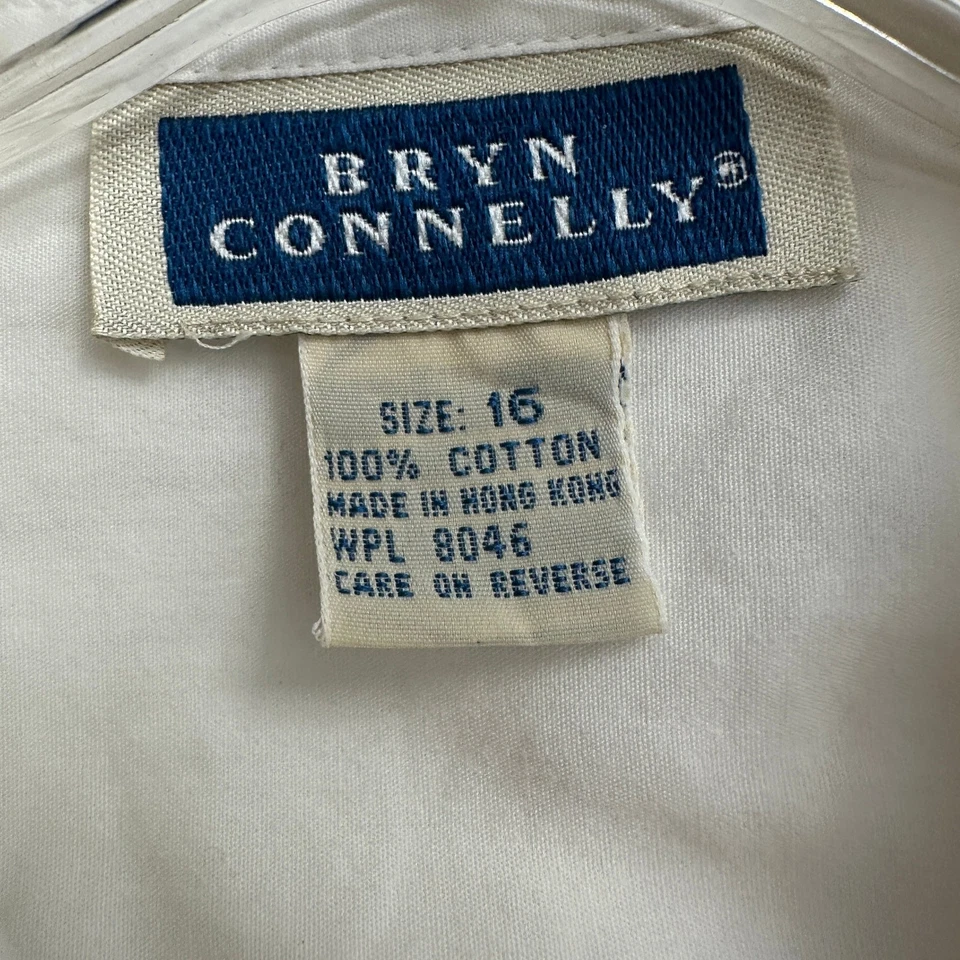 BRYN
CONNELLY®
SIZE: 16
100% COTTON
MADE IN HONG KONG
WPL 8046
CARE ON REVERSE